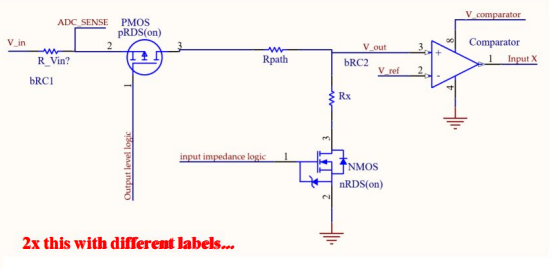 ADC_SENSE
PMOS
pRDS(on)
V_in
R_Vin?
bRC1
2
3
1
Output level logic
Rpath
V_out
bRC2
V_ref
3
2
+
-
8
4
1
V_comparator
Comparator
Input X
Rx
input impedance logic
1
3
2
NMOS
nRDS(on)
2x this with different labels...